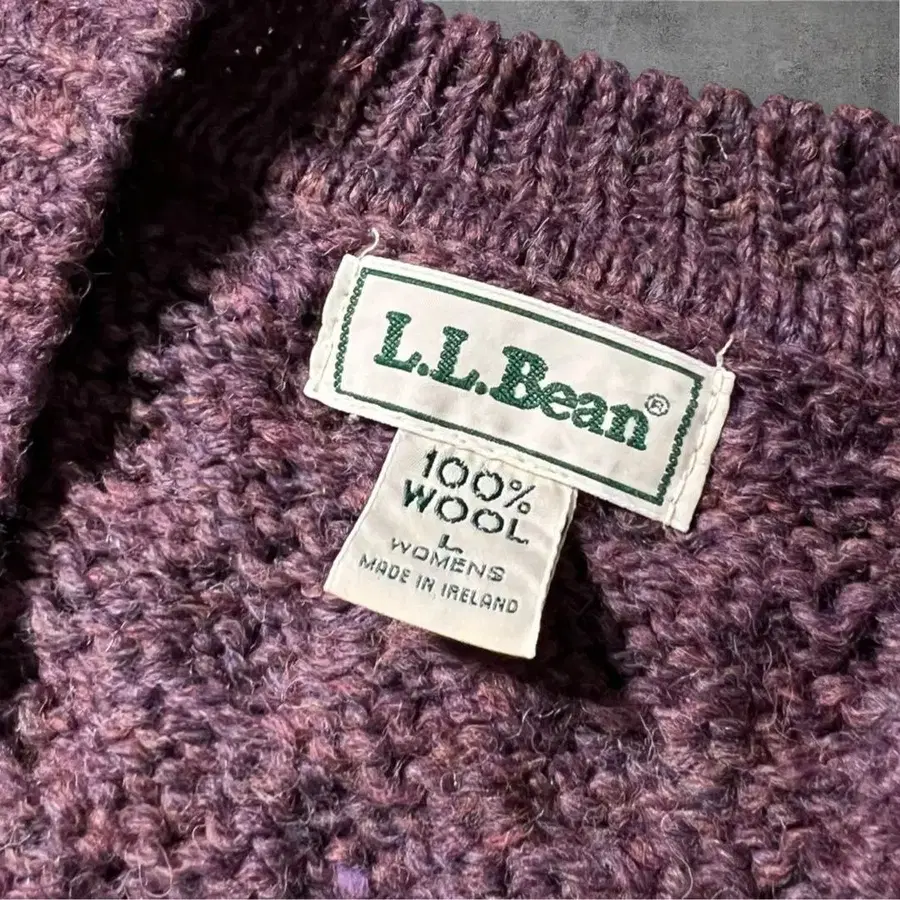 L.L.Bean®
100%
WOOL
L
WOMENS
MADE IN IRELAND